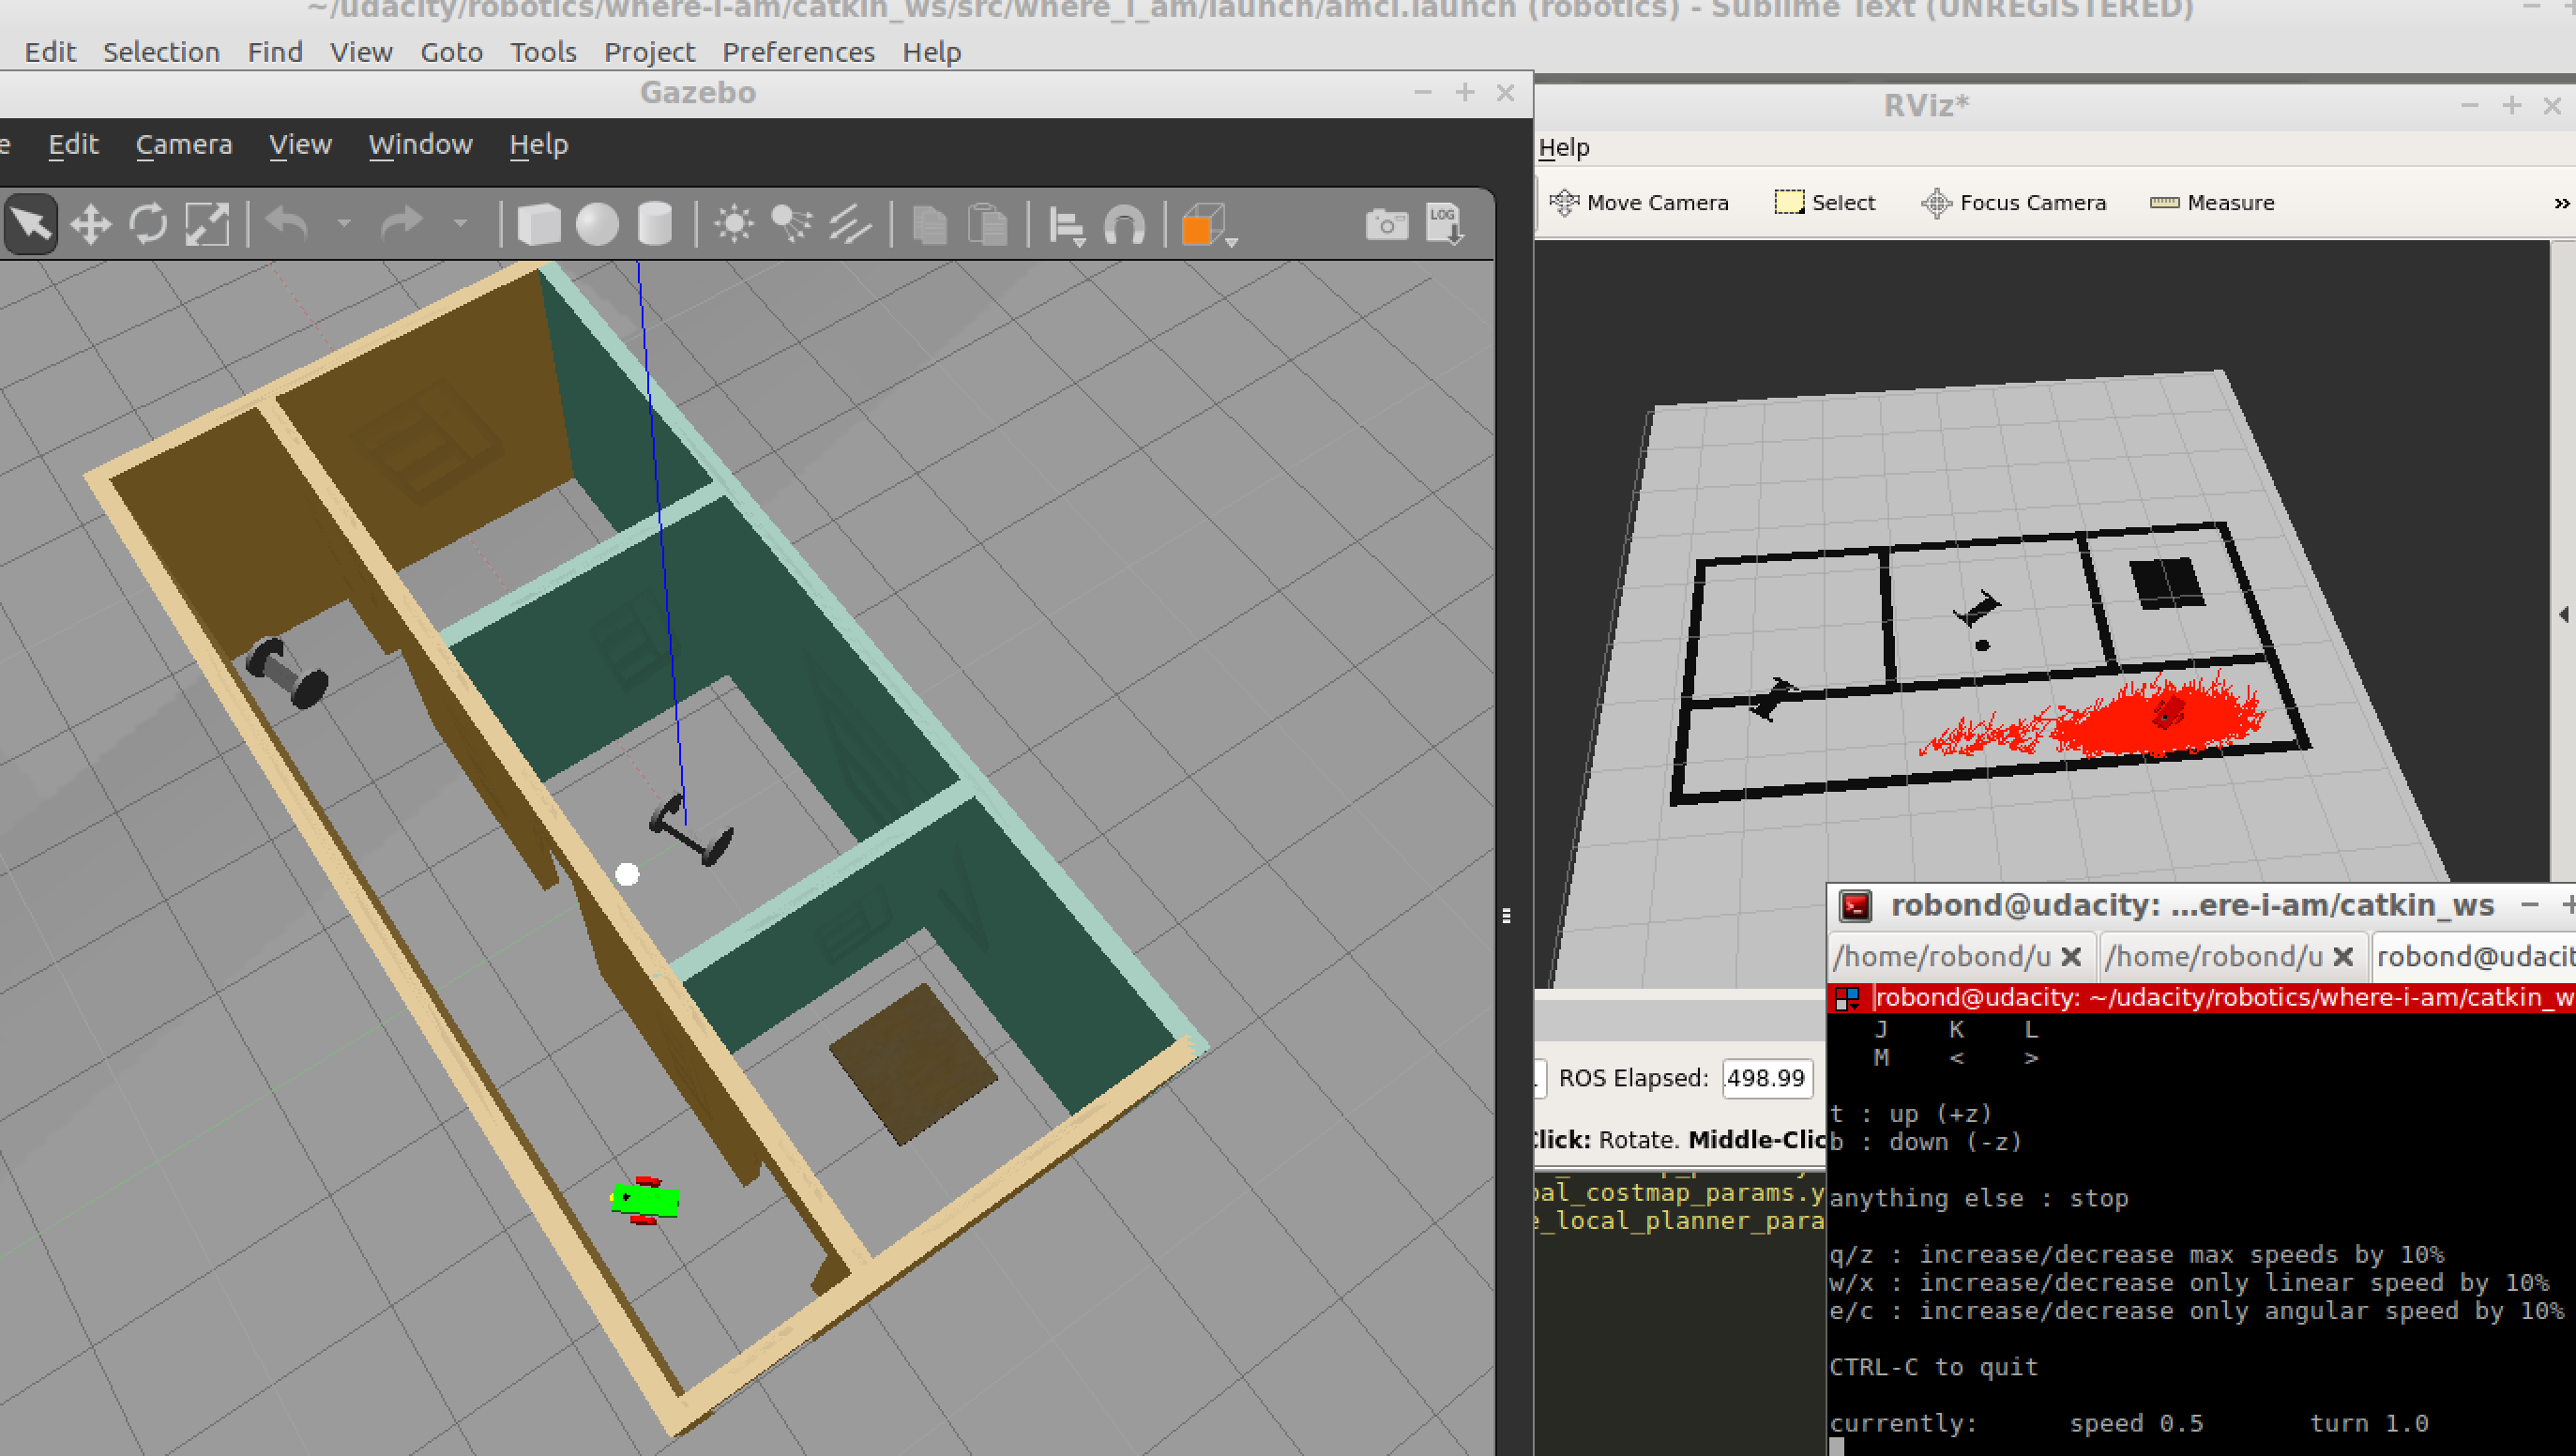 ~/udacity/robotics/where-i-am/catkin_ws/src/where_i_am/launch/amcl.launch (robotics) - Sublime Text (UNREGISTERED)
Edit Selection Find View Goto Tools Project Preferences Help
Gazebo
e Edit Camera View Window Help
LOG
RViz*
Help
Move Camera Select Focus Camera Measure »
ROS Elapsed: .498.99
Click: Rotate. Middle-Clic
bal_costmap_params.y
e_local_planner_para
robond@udacity: ...ere-i-am/catkin_ws
/home/robond/u /home/robond/u robond@udacit
robond@udacity: ~/udacity/robotics/where-i-am/catkin_w
J K L
M < >
t : up (+z)
b : down (-z)
anything else : stop
q/z : increase/decrease max speeds by 10%
w/x : increase/decrease only linear speed by 10%
e/c : increase/decrease only angular speed by 10%
CTRL-C to quit
currently: speed 0.5 turn 1.0